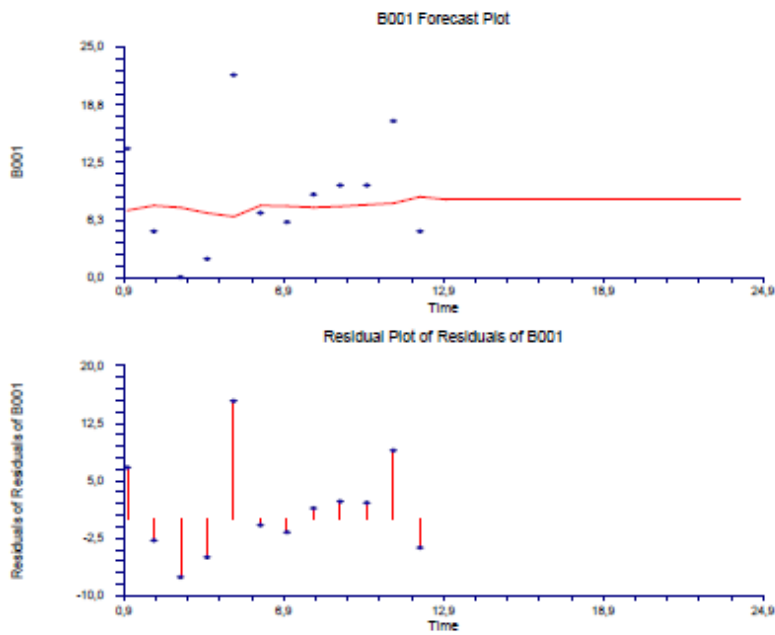 B001 Forecast Plot
25,0
18,8
12,5
6,3
0,0
B001
0,9 6,9 12,9 18,9 24,9
Time
Residual Plot of Residuals of B001
20,0
12,5
5,0
-2,5
-10,0
Residuals of Residuals of B001
0,9 6,9 12,9 18,9 24,9
Time